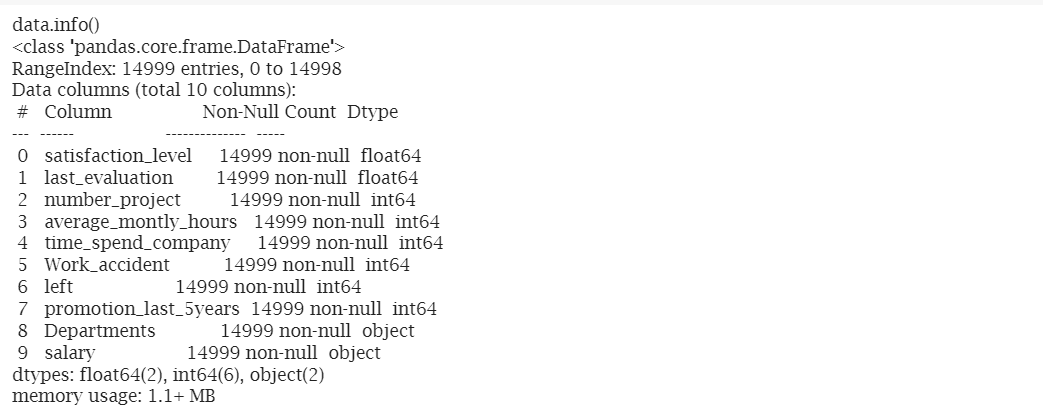 data.info()
<class 'pandas.core.frame.DataFrame'>
RangeIndex: 14999 entries, 0 to 14998
Data columns (total 10 columns):
 #   Column                 Non-Null Count  Dtype
---  ------                 --------------  -----
 0   satisfaction_level     14999 non-null  float64
 1   last_evaluation        14999 non-null  float64
 2   number_project         14999 non-null  int64
 3   average_montly_hours   14999 non-null  int64
 4   time_spend_company     14999 non-null  int64
 5   Work_accident          14999 non-null  int64
 6   left                   14999 non-null  int64
 7   promotion_last_5years  14999 non-null  int64
 8   Departments            14999 non-null  object
 9   salary                 14999 non-null  object
dtypes: float64(2), int64(6), object(2)
memory usage: 1.1+ MB